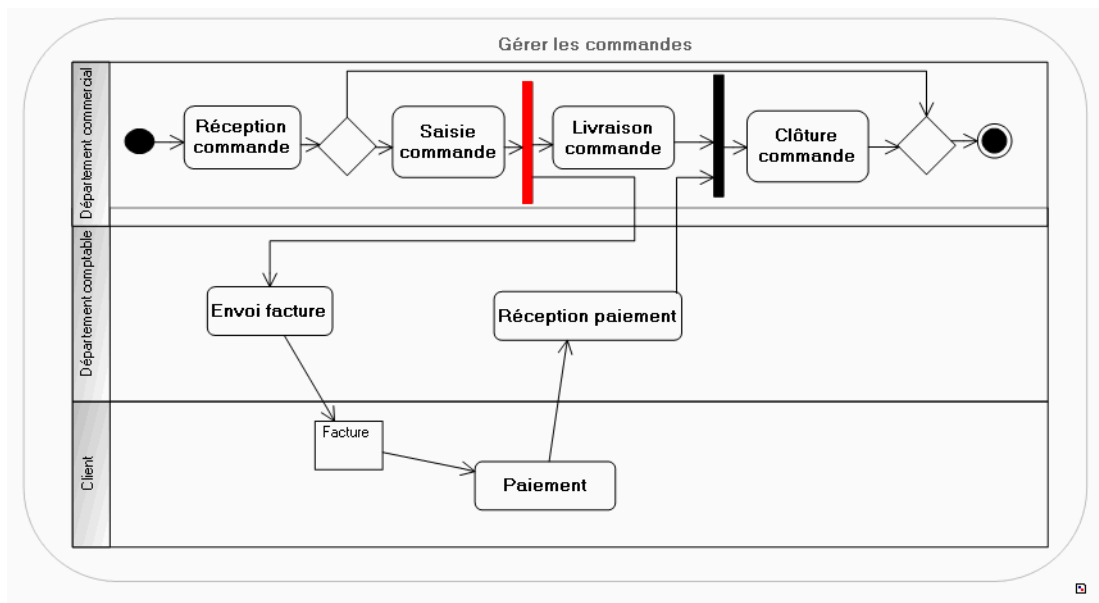 Gérer les commandes
Département commercial
Réception
commande
Saisie
commande
Livraison
commande
Clôture
commande
Département comptable
Envoi facture
Réception paiement
Client
Facture
Paiement